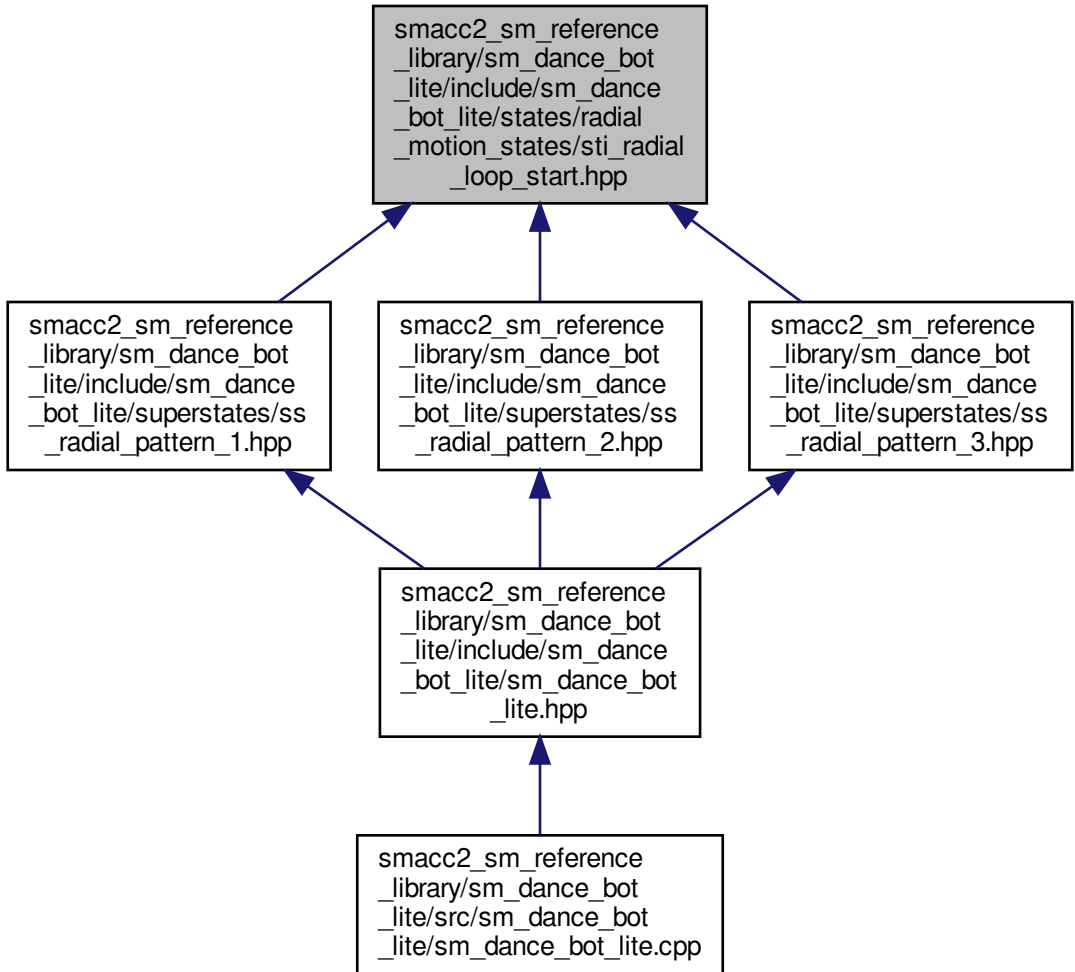 smacc2_sm_reference
_library/sm_dance_bot
_lite/include/sm_dance
_bot_lite/states/radial
_motion_states/sti_radial
_loop_start.hpp
smacc2_sm_reference
_library/sm_dance_bot
_lite/include/sm_dance
_bot_lite/superstates/ss
_radial_pattern_1.hpp
smacc2_sm_reference
_library/sm_dance_bot
_lite/include/sm_dance
_bot_lite/superstates/ss
_radial_pattern_2.hpp
smacc2_sm_reference
_library/sm_dance_bot
_lite/include/sm_dance
_bot_lite/superstates/ss
_radial_pattern_3.hpp
smacc2_sm_reference
_library/sm_dance_bot
_lite/include/sm_dance
_bot_lite/sm_dance_bot
_lite.hpp
smacc2_sm_reference
_library/sm_dance_bot
_lite/src/sm_dance_bot
_lite/sm_dance_bot_lite.cpp